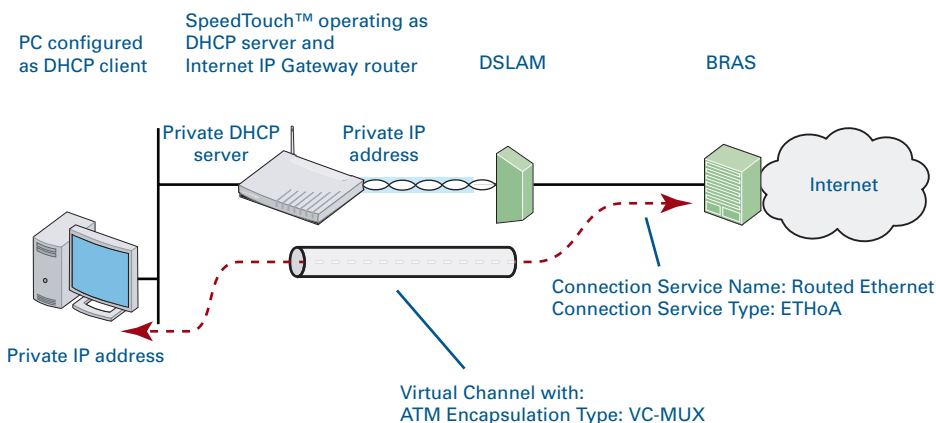 PC configured
as DHCP client
SpeedTouch™ operating as
DHCP server and
Internet IP Gateway router
DSLAM
BRAS
Private DHCP
server
Private IP
address
Internet
Connection Service Name: Routed Ethernet
Connection Service Type: ETHoA
Private IP address
Virtual Channel with:
ATM Encapsulation Type: VC-MUX